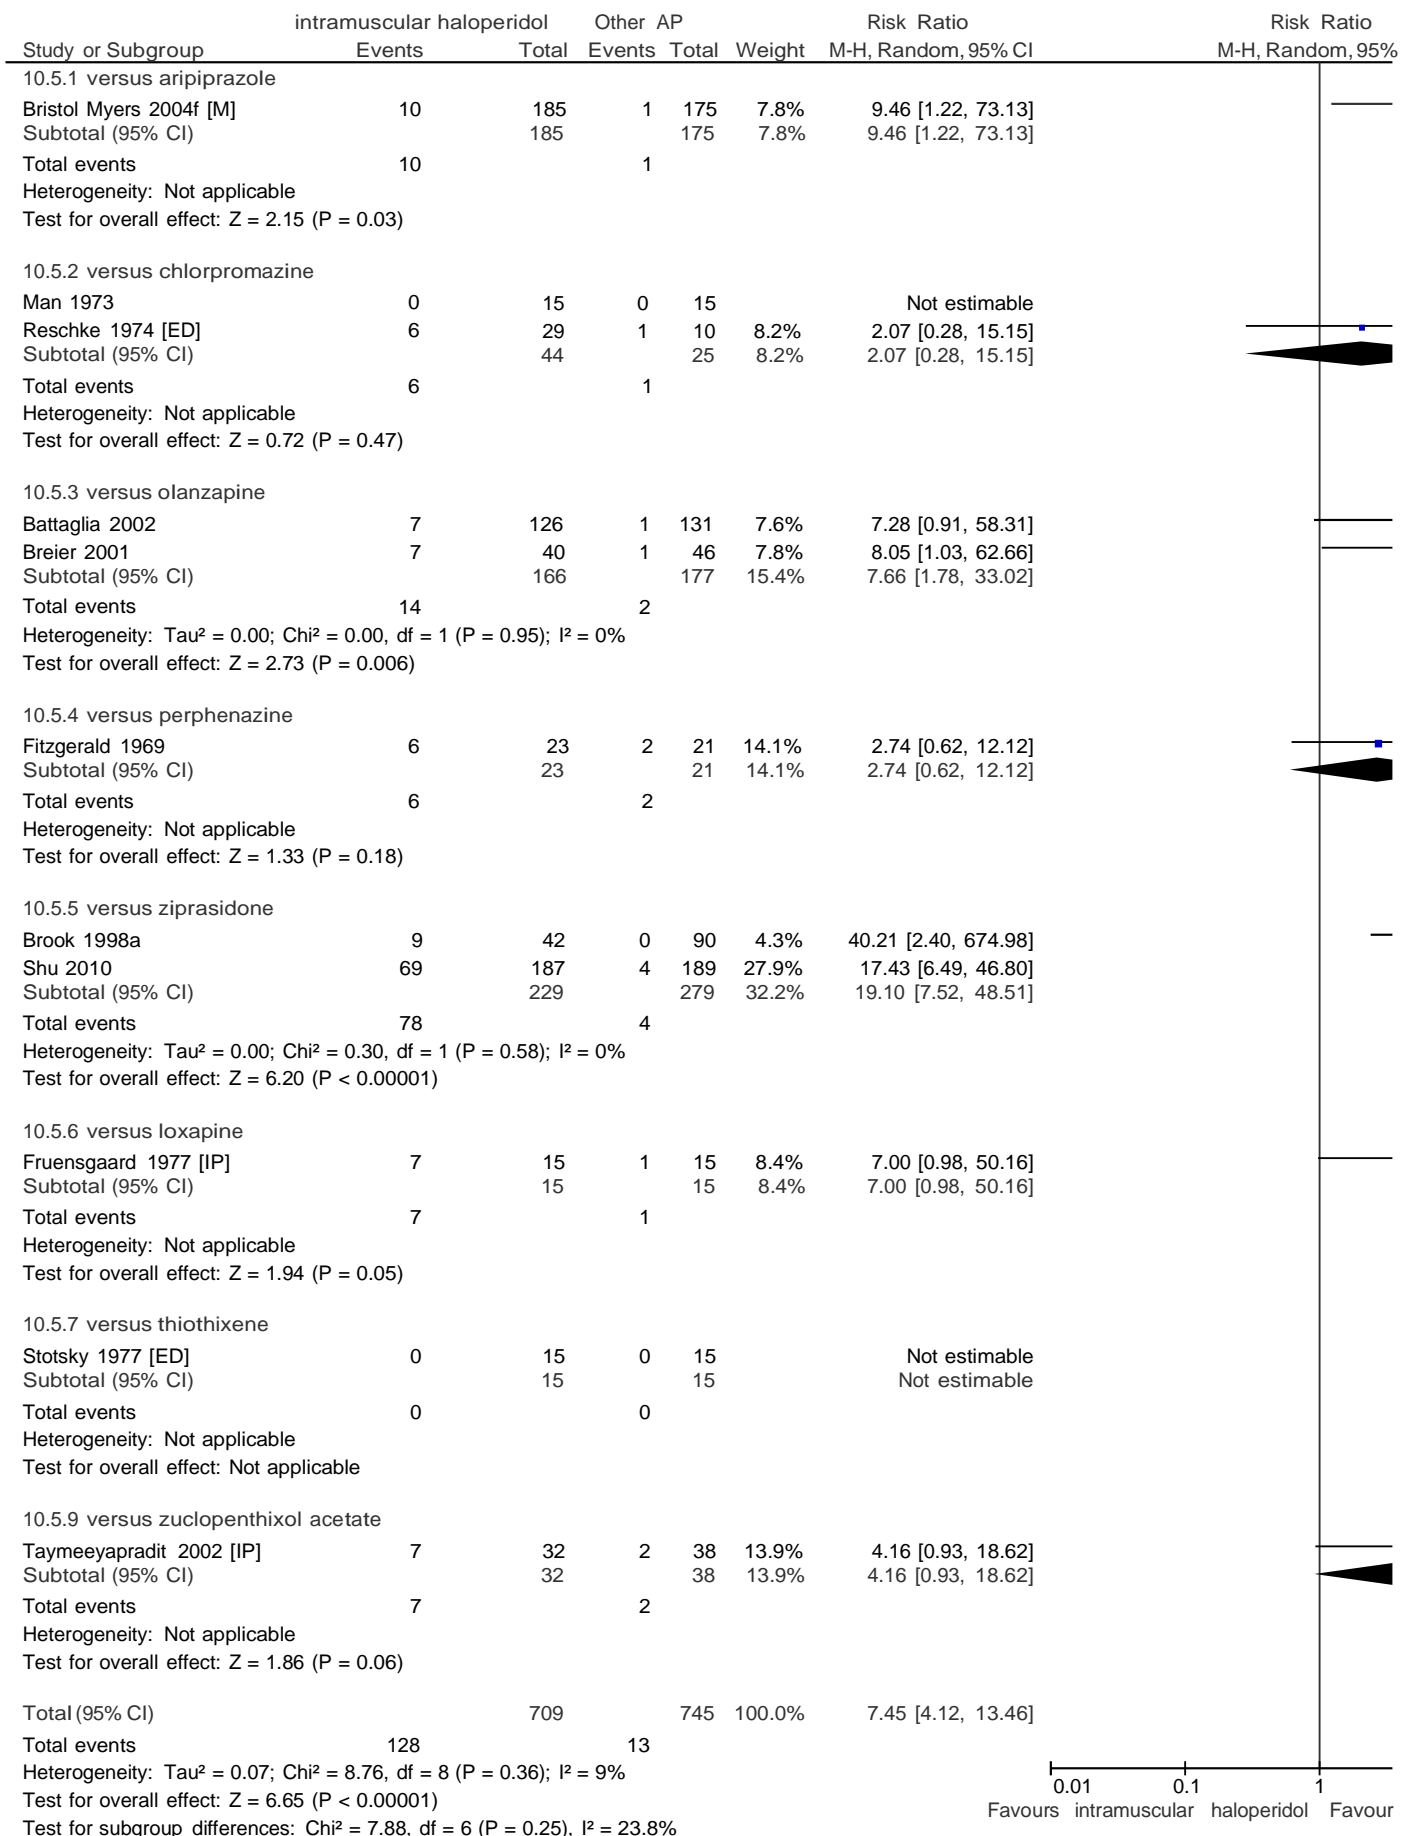 intramuscular haloperidol Other AP Risk Ratio Risk Ratio
Study or Subgroup Events Total Events Total Weight M-H, Random, 95% CI M-H, Random, 95%
10.5.1 versus aripiprazole
Bristol Myers 2004f [M] 10 185 1 175 7.8% 9.46 [1.22, 73.13]
Subtotal (95% CI) 185 175 7.8% 9.46 [1.22, 73.13]
Total events 10 1
Heterogeneity: Not applicable
Test for overall effect: Z = 2.15 (P = 0.03)
10.5.2 versus chlorpromazine
Man 1973 0 15 0 15 Not estimable
Reschke 1974 [ED] 6 29 1 10 8.2% 2.07 [0.28, 15.15]
Subtotal (95% CI) 44 25 8.2% 2.07 [0.28, 15.15]
Total events 6 1
Heterogeneity: Not applicable
Test for overall effect: Z = 0.72 (P = 0.47)
10.5.3 versus olanzapine
Battaglia 2002 7 126 1 131 7.6% 7.28 [0.91, 58.31]
Breier 2001 7 40 1 46 7.8% 8.05 [1.03, 62.66]
Subtotal (95% CI) 166 177 15.4% 7.66 [1.78, 33.02]
Total events 14 2
Heterogeneity: Tau² = 0.00; Chi² = 0.00, df = 1 (P = 0.95); I² = 0%
Test for overall effect: Z = 2.73 (P = 0.006)
10.5.4 versus perphenazine
Fitzgerald 1969 6 23 2 21 14.1% 2.74 [0.62, 12.12]
Subtotal (95% CI) 23 21 14.1% 2.74 [0.62, 12.12]
Total events 6 2
Heterogeneity: Not applicable
Test for overall effect: Z = 1.33 (P = 0.18)
10.5.5 versus ziprasidone
Brook 1998a 9 42 0 90 4.3% 40.21 [2.40, 674.98]
Shu 2010 69 187 4 189 27.9% 17.43 [6.49, 46.80]
Subtotal (95% CI) 229 279 32.2% 19.10 [7.52, 48.51]
Total events 78 4
Heterogeneity: Tau² = 0.00; Chi² = 0.30, df = 1 (P = 0.58); I² = 0%
Test for overall effect: Z = 6.20 (P < 0.00001)
10.5.6 versus loxapine
Fruensgaard 1977 [IP] 7 15 1 15 8.4% 7.00 [0.98, 50.16]
Subtotal (95% CI) 15 15 8.4% 7.00 [0.98, 50.16]
Total events 7 1
Heterogeneity: Not applicable
Test for overall effect: Z = 1.94 (P = 0.05)
10.5.7 versus thiothixene
Stotsky 1977 [ED] 0 15 0 15 Not estimable
Subtotal (95% CI) 15 15 Not estimable
Total events 0 0
Heterogeneity: Not applicable
Test for overall effect: Not applicable
10.5.9 versus zuclopenthixol acetate
Taymeeyapradit 2002 [IP] 7 32 2 38 13.9% 4.16 [0.93, 18.62]
Subtotal (95% CI) 32 38 13.9% 4.16 [0.93, 18.62]
Total events 7 2
Heterogeneity: Not applicable
Test for overall effect: Z = 1.86 (P = 0.06)
Total (95% CI) 709 745 100.0% 7.45 [4.12, 13.46]
Total events 128 13
Heterogeneity: Tau² = 0.07; Chi² = 8.76, df = 8 (P = 0.36); I² = 9%
0.01 0.1 1
Test for overall effect: Z = 6.65 (P < 0.00001)
Favours intramuscular haloperidol Favour
Test for subgroup differences: Chi² = 7.88, df = 6 (P = 0.25), I² = 23.8%